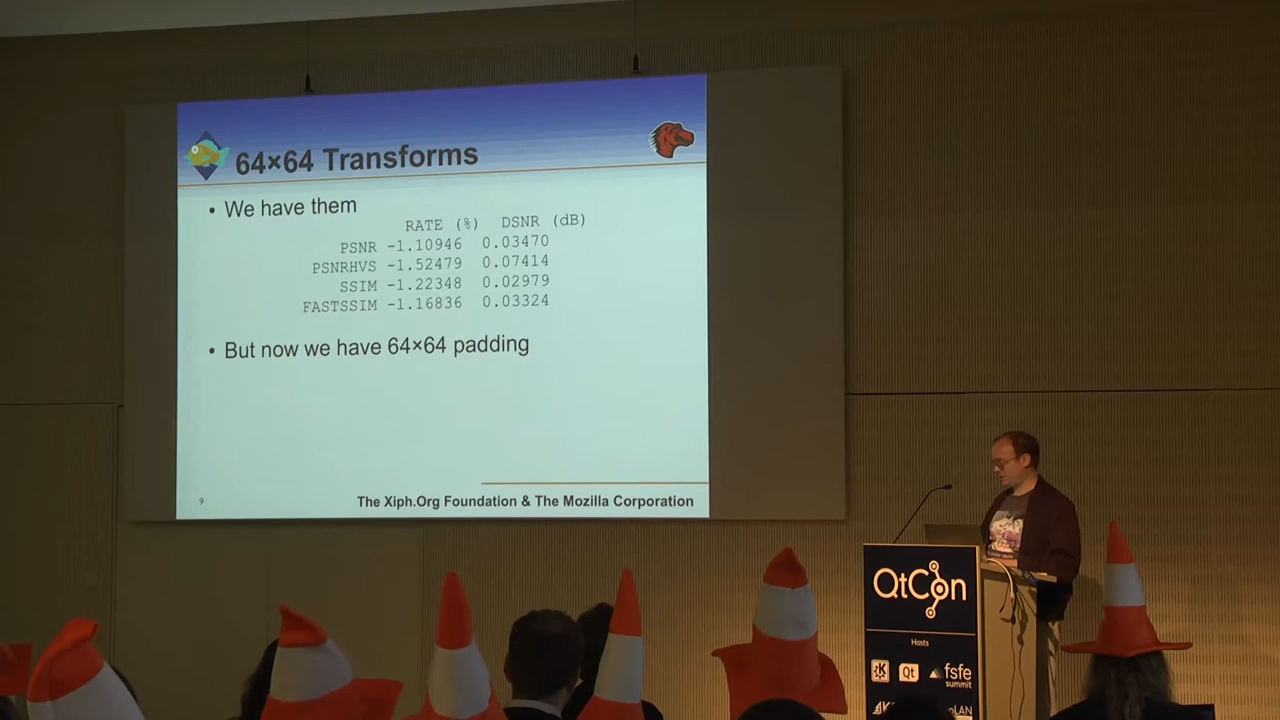 64×64 Transforms
• We have them
RATE (%) DSNR (dB)
PSNR -1.10946 0.03470
PSNRHVS -1.52479 0.07414
SSIM -1.22348 0.02979
FASTSSIM -1.16836 0.03324
• But now we have 64×64 padding
9
The Xiph.Org Foundation & The Mozilla Corporation
QtCon
Hosts
Qt
fsfe
summit